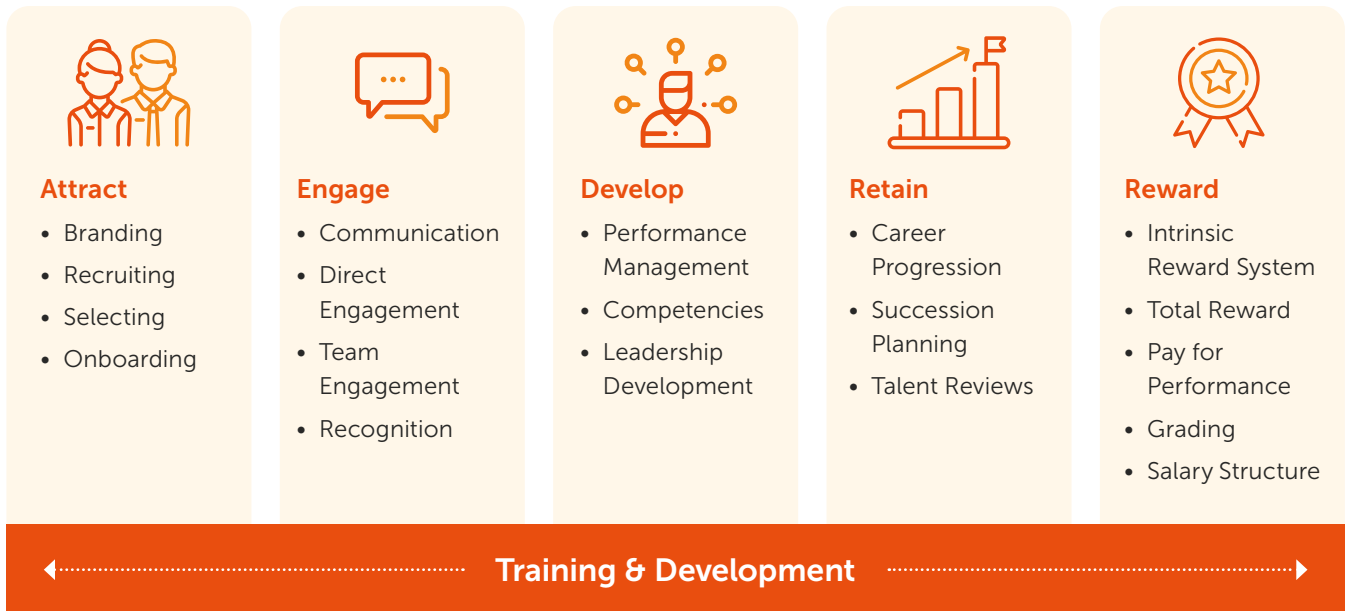 Attract
• Branding
• Recruiting
• Selecting
• Onboarding
Engage
• Communication
• Direct
Engagement
• Team
Engagement
• Recognition
Develop
• Performance
Management
• Competencies
• Leadership
Development
Retain
• Career
Progression
• Succession
Planning
• Talent Reviews
Reward
• Intrinsic
Reward System
• Total Reward
• Pay for
Performance
• Grading
• Salary Structure
Training & Development